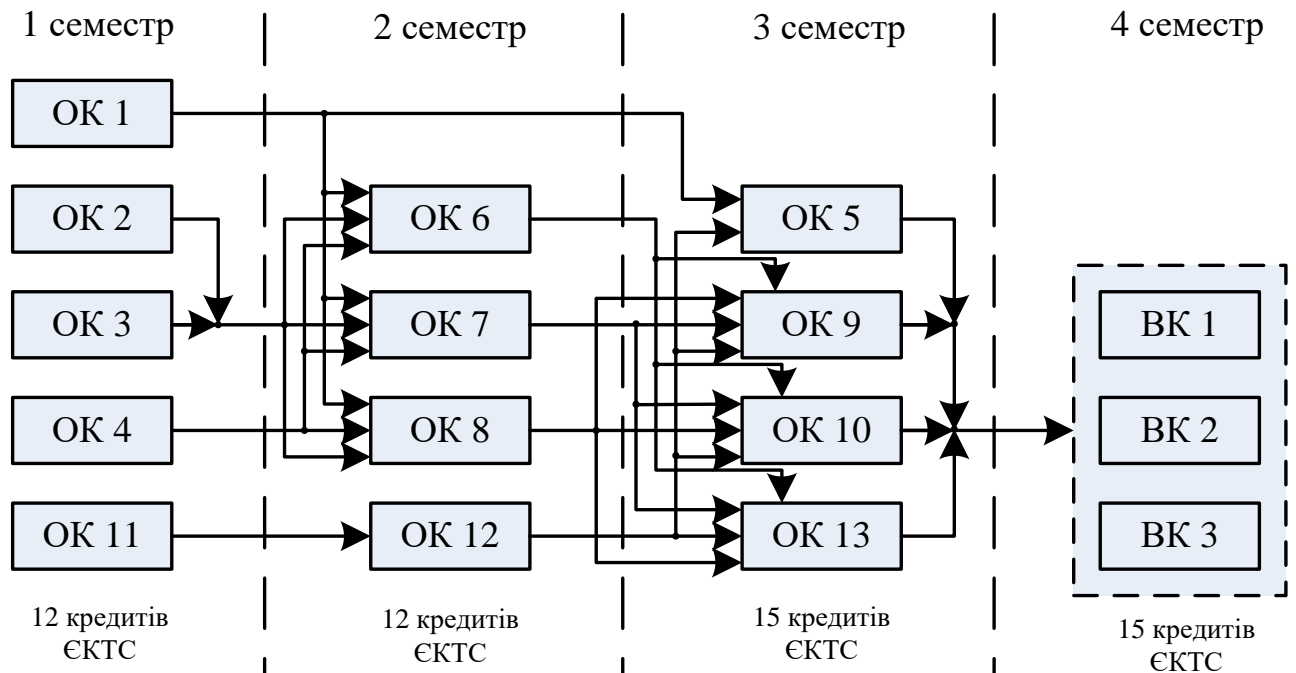 1 семестр
2 семестр
3 семестр
4 семестр
ОК 1
ОК 2
ОК 6
ОК 5
ОК 3
ОК 7
ОК 9
ВК 1
ОК 4
ОК 8
ОК 10
ВК 2
ОК 11
ОК 12
ОК 13
ВК 3
12 кредитів
ЄКТС
12 кредитів
ЄКТС
15 кредитів
ЄКТС
15 кредитів
ЄКТС